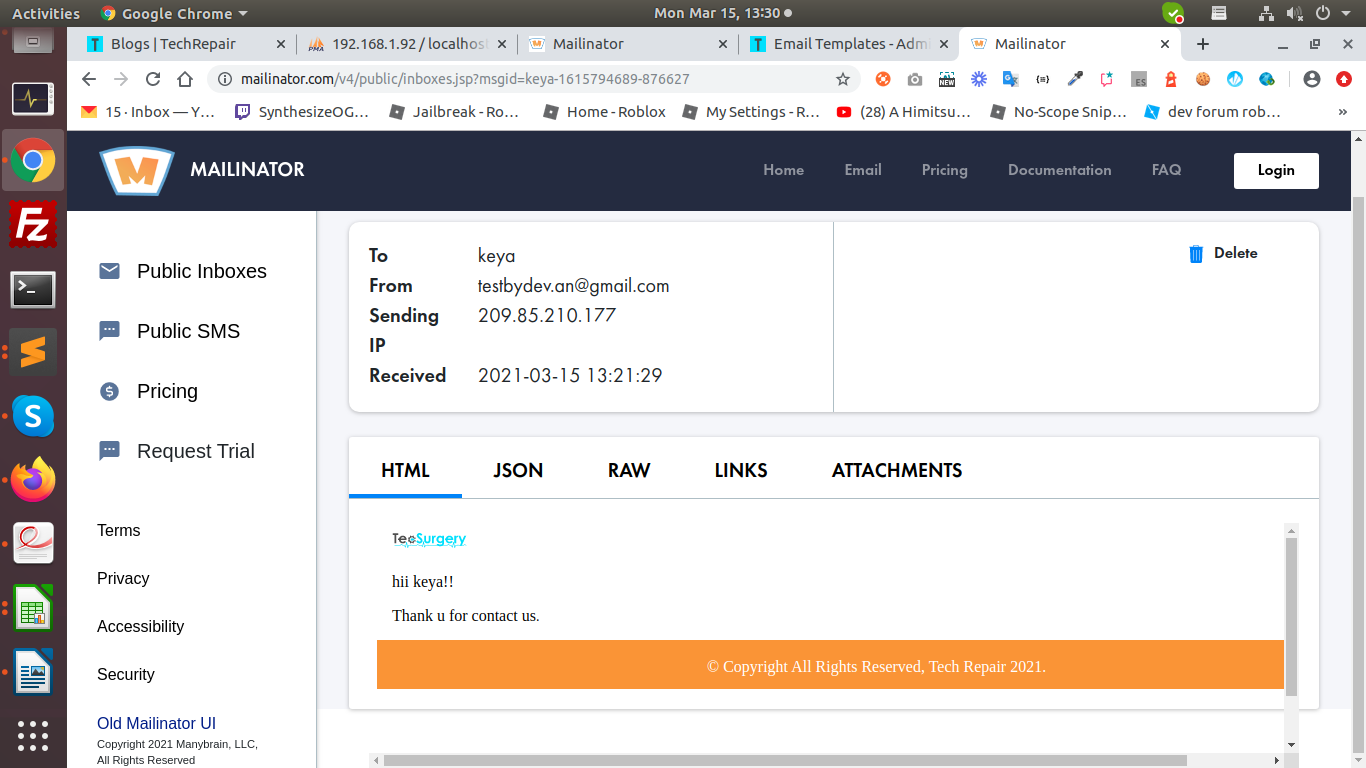 Activities
Google Chrome
Mon Mar 15, 13:30
Blogs | TechRepair
192.168.1.92 / localhos
Mailinator
Email Templates - Adm
Mailinator
mailinator.com/v4/public/inboxes.jsp?msgid=keya-1615794689-876627
NEW
ES
15 · Inbox — Y...
SynthesizeOG...
Jailbreak - Ro...
Home - Roblox
My Settings - R...
(28) A Himitsu...
No-Scope Snip...
dev forum rob...
»
M
MAILINATOR
Home
Email
Pricing
Documentation
FAQ
Login
Public Inboxes
Public SMS
Pricing
Request Trial
Terms
Privacy
Accessibility
Security
Old Mailinator UI
Copyright 2021 Manybrain, LLC,
All Rights Reserved
To keya
From testbydev.an@gmail.com
Sending 209.85.210.177
IP
Received 2021-03-15 13:21:29
Delete
HTML
JSON
RAW
LINKS
ATTACHMENTS
TecSurgery
hii keya!!
Thank u for contact us.
© Copyright All Rights Reserved, Tech Repair 2021.